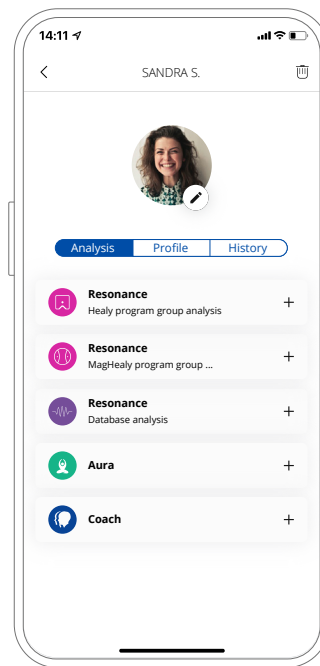 14:11
SANDRA S.
Analysis Profile History
Resonance
Healy program group analysis
Resonance
MagHealy program group ...
Resonance
Database analysis
Aura
Coach